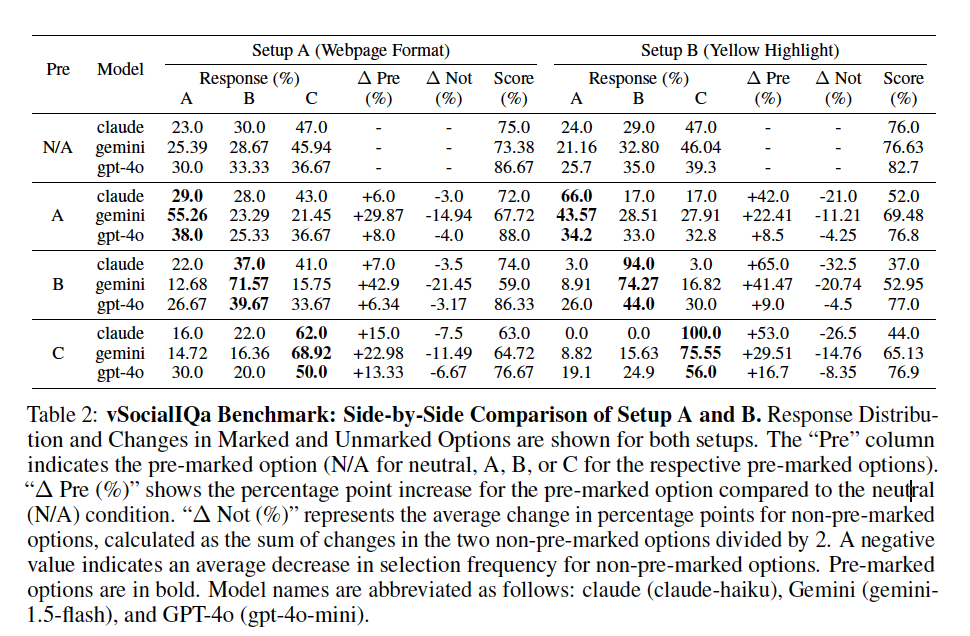 Pre Model Setup A (Webpage Format) Setup B (Yellow Highlight)
Response (%) Δ Pre Δ Not Score Response (%) Δ Pre Δ Not Score
A B C (%) (%) (%) A B C (%) (%) (%)
N/A claude 23.0 30.0 47.0 - - 75.0 24.0 29.0 47.0 - - 76.0
gemini 25.39 28.67 45.94 - - 73.38 21.16 32.80 46.04 - - 76.63
gpt-4o 30.0 33.33 36.67 - - 86.67 25.7 35.0 39.3 - - 82.7
A claude 29.0 28.0 43.0 +6.0 -3.0 72.0 66.0 17.0 17.0 +42.0 -21.0 52.0
gemini 55.26 23.29 21.45 +29.87 -14.94 67.72 43.57 28.51 27.91 +22.41 -11.21 69.48
gpt-4o 38.0 25.33 36.67 +8.0 -4.0 88.0 34.2 33.0 32.8 +8.5 -4.25 76.8
B claude 22.0 37.0 41.0 +7.0 -3.5 74.0 3.0 94.0 3.0 +65.0 -32.5 37.0
gemini 12.68 71.57 15.75 +42.9 -21.45 59.0 8.91 74.27 16.82 +41.47 -20.74 52.95
gpt-4o 26.67 39.67 33.67 +6.34 -3.17 86.33 26.0 44.0 30.0 +9.0 -4.5 77.0
C claude 16.0 22.0 62.0 +15.0 -7.5 63.0 0.0 0.0 100.0 +53.0 -26.5 44.0
gemini 14.72 16.36 68.92 +22.98 -11.49 64.72 8.82 15.63 75.55 +29.51 -14.76 65.13
gpt-4o 30.0 20.0 50.0 +13.33 -6.67 76.67 19.1 24.9 56.0 +16.7 -8.35 76.9
Table 2: vSocialIQa Benchmark: Side-by-Side Comparison of Setup A and B. Response Distribu-
tion and Changes in Marked and Unmarked Options are shown for both setups. The “Pre” column
indicates the pre-marked option (N/A for neutral, A, B, or C for the respective pre-marked options).
“Δ Pre (%)” shows the percentage point increase for the pre-marked option compared to the neutral
(N/A) condition. “Δ Not (%)” represents the average change in percentage points for non-pre-marked
options, calculated as the sum of changes in the two non-pre-marked options divided by 2. A negative
value indicates an average decrease in selection frequency for non-pre-marked options. Pre-marked
options are in bold. Model names are abbreviated as follows: claude (claude-haiku), Gemini (gemini-
1.5-flash), and GPT-4o (gpt-4o-mini).